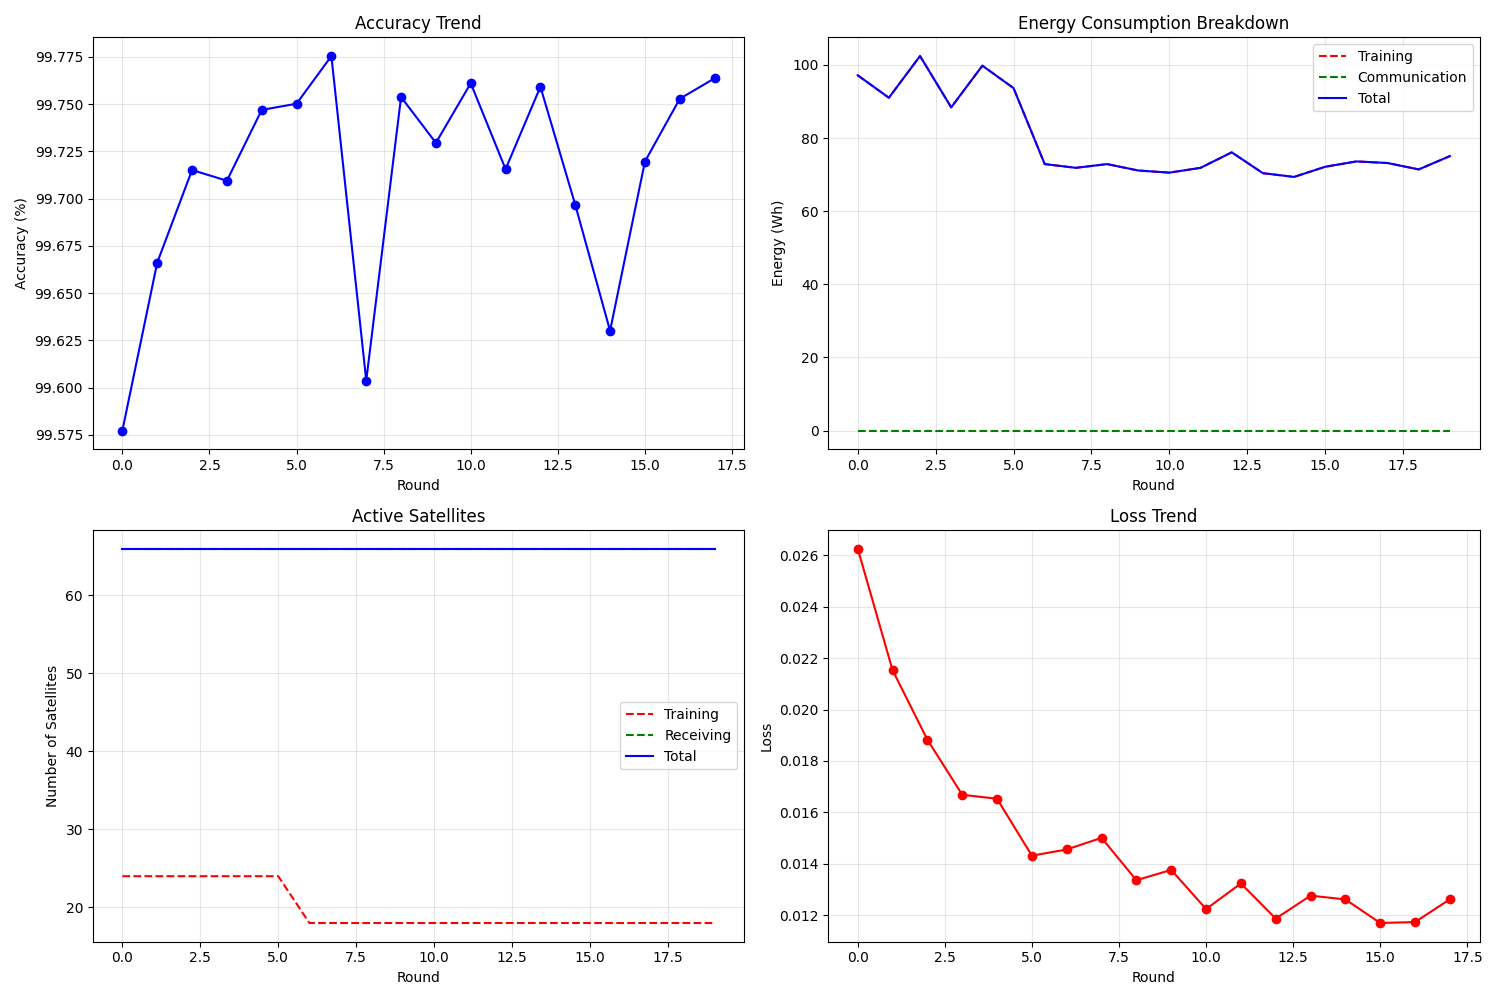 Accuracy Trend
Accuracy (%)
99.775
99.750
99.725
99.700
99.675
99.650
99.625
99.600
99.575
0.0 2.5 5.0 7.5 10.0 12.5 15.0 17.5
Round
Energy Consumption Breakdown
Energy (Wh)
100
80
60
40
20
0
Training
Communication
Total
0.0 2.5 5.0 7.5 10.0 12.5 15.0 17.5
Round
Active Satellites
Number of Satellites
60
50
40
30
20
Training
Receiving
Total
0.0 2.5 5.0 7.5 10.0 12.5 15.0 17.5
Round
Loss Trend
Loss
0.026
0.024
0.022
0.020
0.018
0.016
0.014
0.012
0.0 2.5 5.0 7.5 10.0 12.5 15.0 17.5
Round